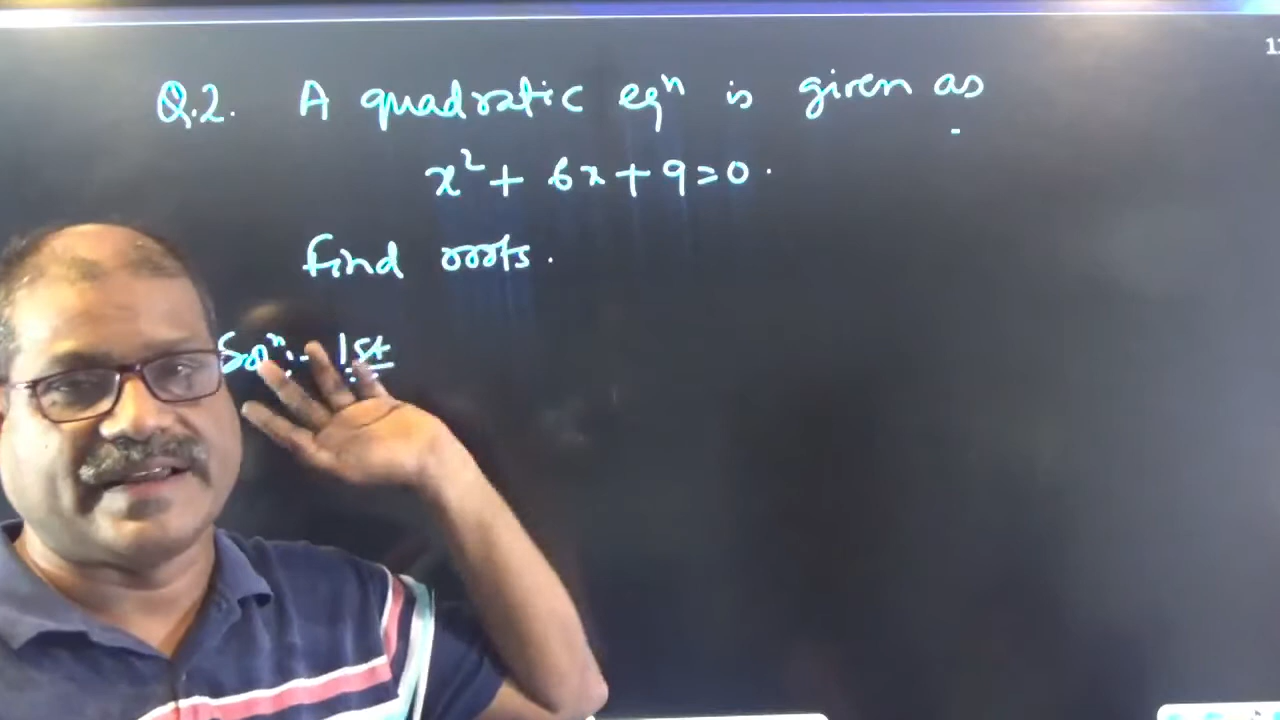 Q.2. A quadratic eqⁿ is given as
x² + 6x + 9 = 0.
find roots.
Solⁿ:- 1st